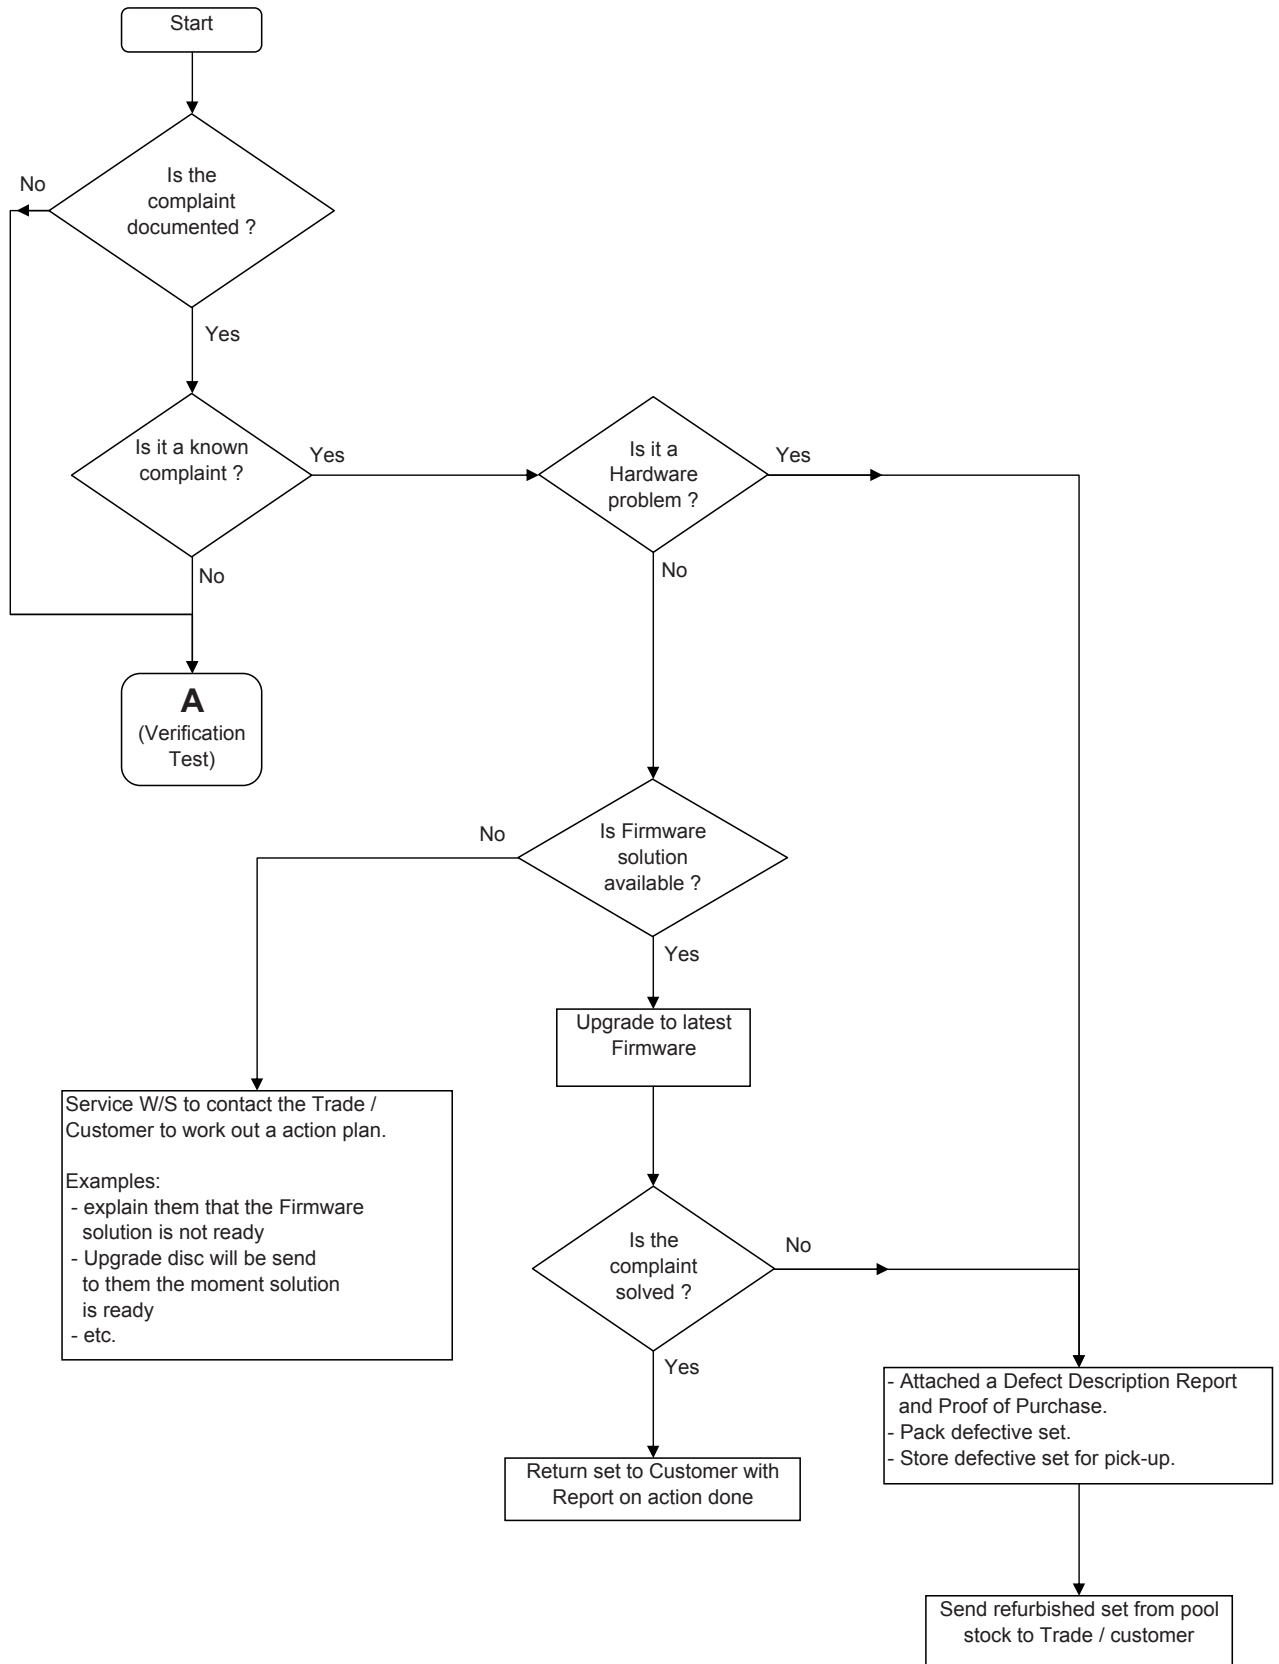 Start
Is the
complaint
documented ?
No
Yes
Is it a known
complaint ?
Yes
No
Is it a
Hardware
problem ?
Yes
No
A
(Verification
Test)
Is Firmware
solution
available ?
No
Yes
Upgrade to latest
Firmware
Service W/S to contact the Trade /
Customer to work out a action plan.
Examples:
- explain them that the Firmware
solution is not ready
- Upgrade disc will be send
to them the moment solution
is ready
- etc.
Is the
complaint
solved ?
No
Yes
- Attached a Defect Description Report
and Proof of Purchase.
- Pack defective set.
- Store defective set for pick-up.
Return set to Customer with
Report on action done
Send refurbished set from pool
stock to Trade / customer